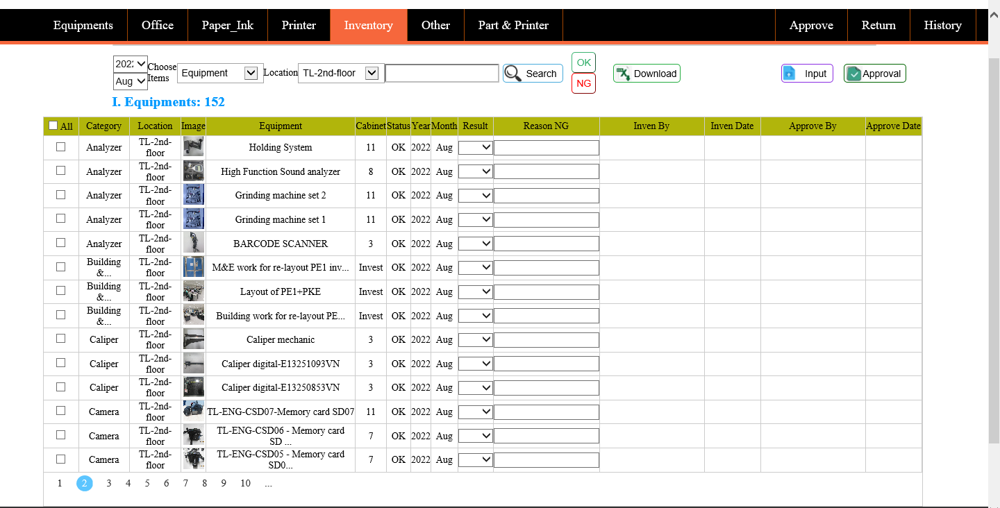 Equipments Office Paper_Ink Printer Inventory Other Part & Printer Approve Return History
202 Choose Items Equipment Location TL-2nd-floor Search OK Download Input Approval
Aug NG
I. Equipments: 152
All Category Location Image Equipment Cabinet Status Year Month Result Reason NG Inven By Inven Date Approve By Approve Date
Analyzer TL-2nd-floor Holding System 11 OK 2022 Aug
Analyzer TL-2nd-floor High Function Sound analyzer 8 OK 2022 Aug
Analyzer TL-2nd-floor Grinding machine set 2 11 OK 2022 Aug
Analyzer TL-2nd-floor Grinding machine set 1 11 OK 2022 Aug
Analyzer TL-2nd-floor BARCODE SCANNER 3 OK 2022 Aug
Building &... TL-2nd-floor M&E work for re-layout PE1 inv... Invest OK 2022 Aug
Building &... TL-2nd-floor Layout of PE1+PKE Invest OK 2022 Aug
Building &... TL-2nd-floor Building work for re-layout PE... Invest OK 2022 Aug
Caliper TL-2nd-floor Caliper mechanic 3 OK 2022 Aug
Caliper TL-2nd-floor Caliper digital-E13251093VN 3 OK 2022 Aug
Caliper TL-2nd-floor Caliper digital-E13250853VN 3 OK 2022 Aug
Camera TL-2nd-floor TL-ENG-CSD07-Memory card SD07 11 OK 2022 Aug
Camera TL-2nd-floor TL-ENG-CSD06 - Memory card SD ... 7 OK 2022 Aug
Camera TL-2nd-floor TL-ENG-CSD05 - Memory card SD0... 7 OK 2022 Aug
1 2 3 4 5 6 7 8 9 10 ...